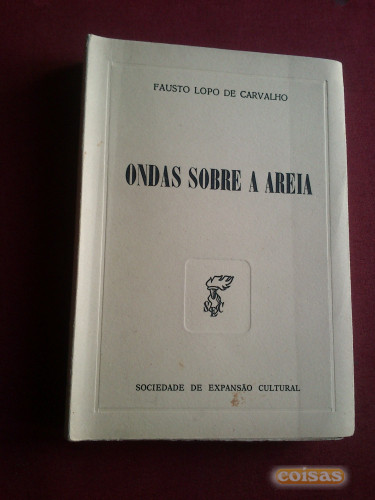 FAUSTO LOPO DE CARVALHO
ONDAS SOBRE A AREIA
SOCIEDADE DE EXPANSÃO CULTURAL
coisas